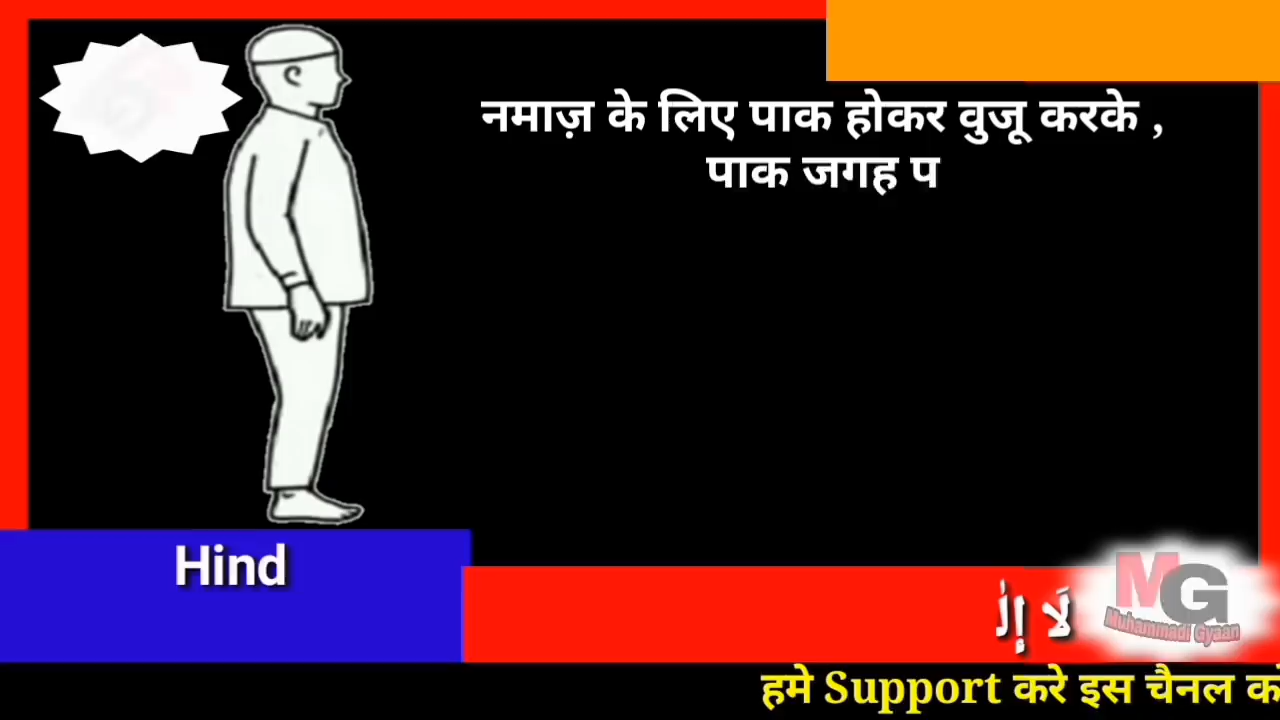 नमाज़ के लिए पाक होकर वुजू करके ,
पाक जगह प
Hind
لَا إِلٰ
MG
Muhammadi Gyaan
हमे Support करे इस चैनल को